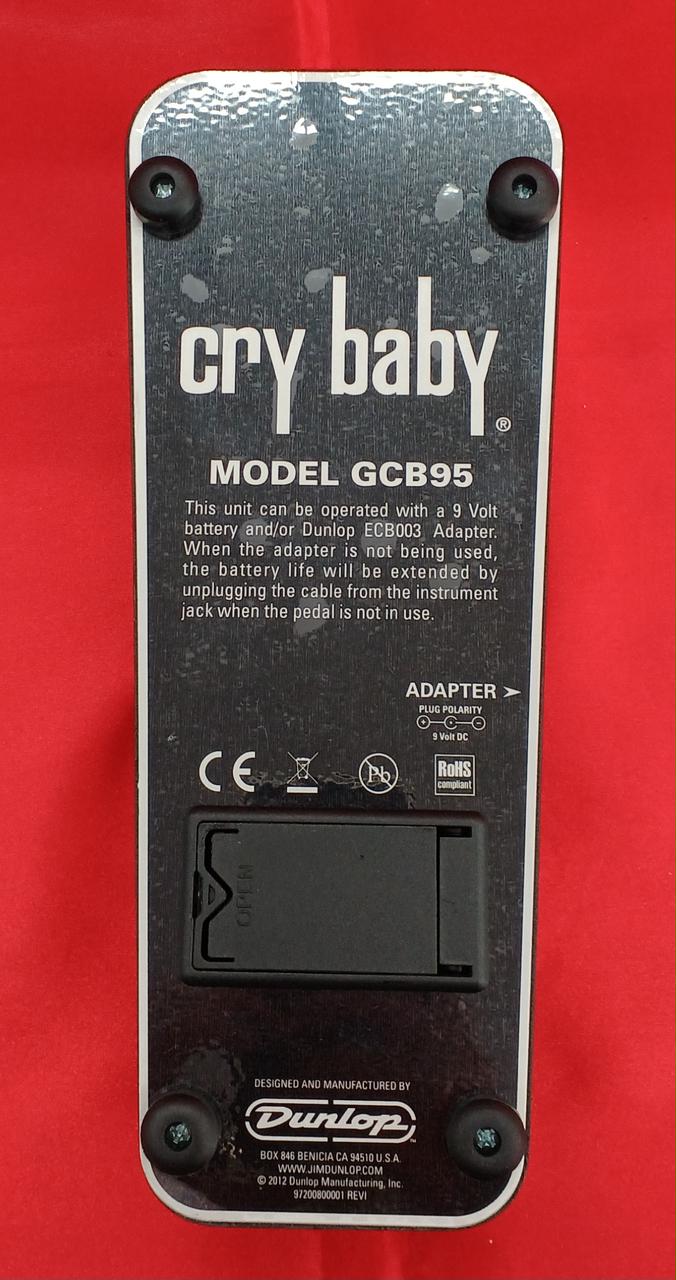 cry baby®
MODEL GCB95
This unit can be operated with a 9 Volt
battery and/or Dunlop ECB003 Adapter.
When the adapter is not being used,
the battery life will be extended by
unplugging the cable from the instrument
jack when the pedal is not in use.
ADAPTER
PLUG POLARITY
9 Volt DC
CE
Pb
RoHS
compliant
OPEN
DESIGNED AND MANUFACTURED BY
Dunlop™
BOX 846 BENICIA CA 94510 U.S.A.
WWW.JIMDUNLOP.COM
© 2012 Dunlop Manufacturing, Inc.
97200800001 REVI